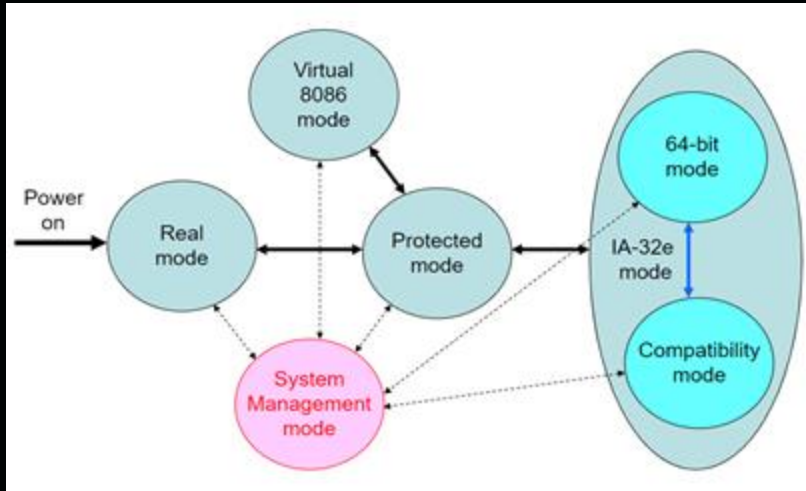 Virtual
8086
mode
Power
on
Real
mode
Protected
mode
64-bit
mode
IA-32e
mode
Compatibility
mode
System
Management
mode